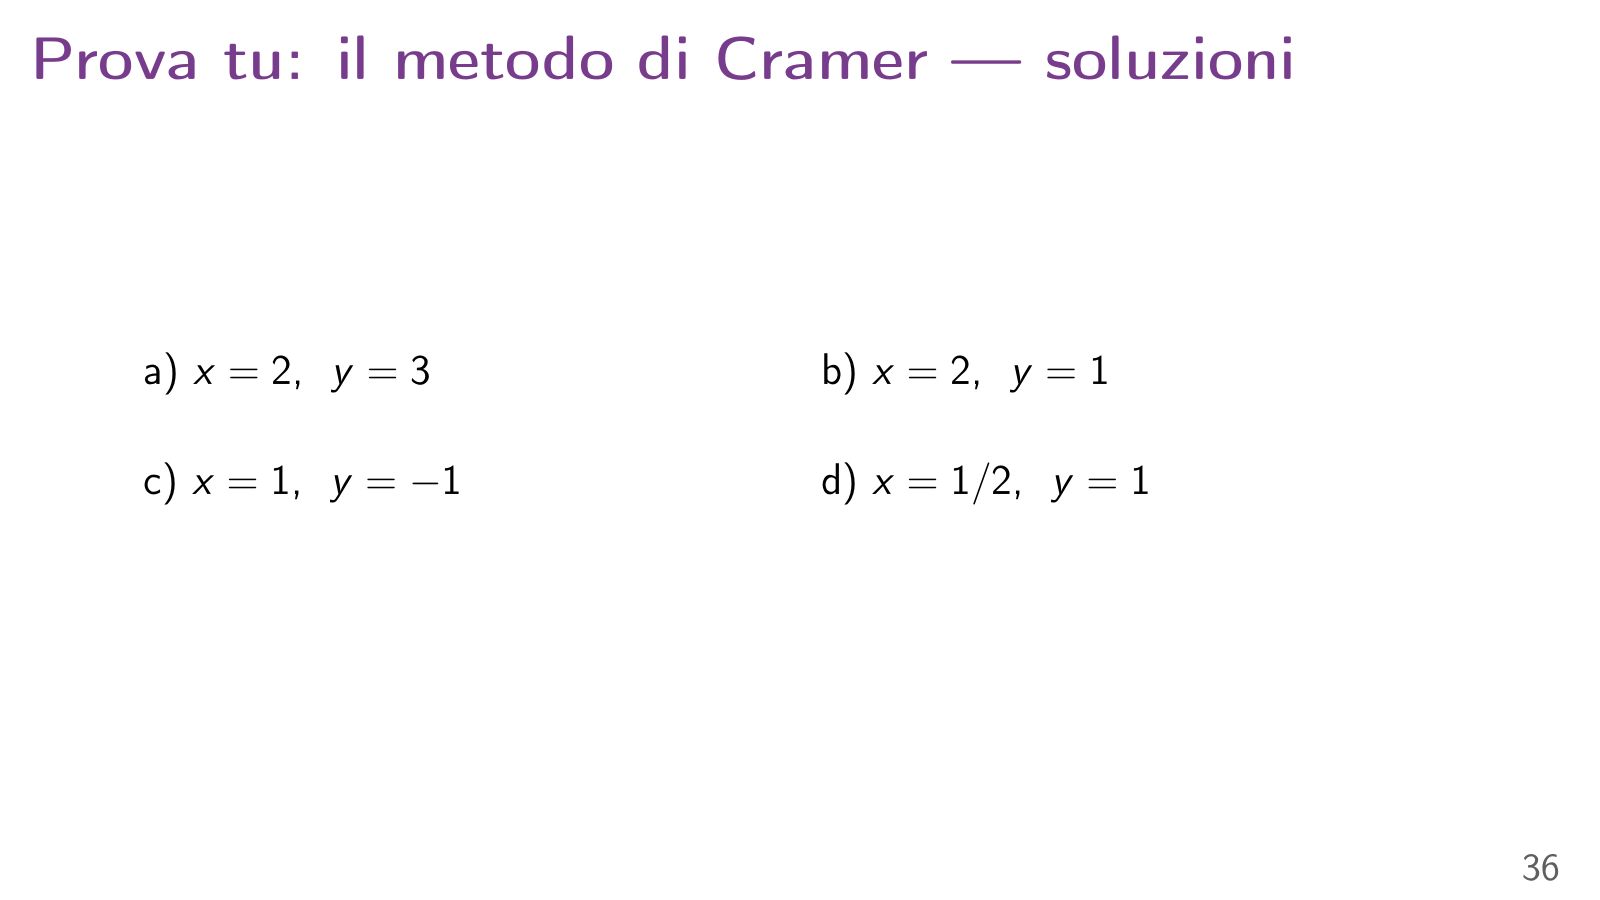 Prova tu: il metodo di Cramer — soluzioni
a) x = 2, y = 3
b) x = 2, y = 1
c) x = 1, y = −1
d) x = 1/2, y = 1
36